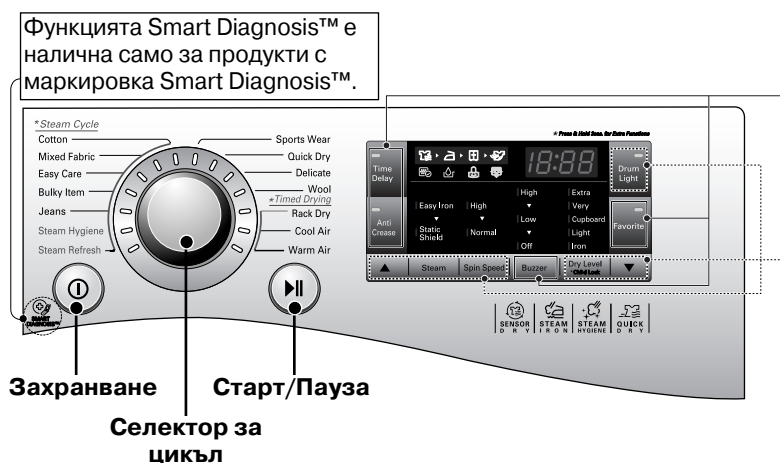 Функцията Smart Diagnosis™ е
налична само за продукти с
маркировка Smart Diagnosis™.
*Steam Cycle
Cotton
Mixed Fabric
Easy Care
Bulky Item
Jeans
Steam Hygiene
Steam Refresh
Sports Wear
Quick Dry
Delicate
Wool
*Timed Drying
Rack Dry
Cool Air
Warm Air
SMART
DIAGNOSIS™
* Press & Hold 3sec. for Extra Functions
Time
Delay
18:88
Drum
Light
Anti
Crease
Easy Iron
Static
Shield
High
Normal
High
Low
Off
Extra
Very
Cupboard
Light
Iron
Favorite
Steam
Spin Speed
Buzzer
Dry Level
*Child Lock
SENSOR
DRY
STEAM
IRON
STEAM
HYGIENE
QUICK
DRY
Захранване
Старт/Пауза
Селектор за
цикъл